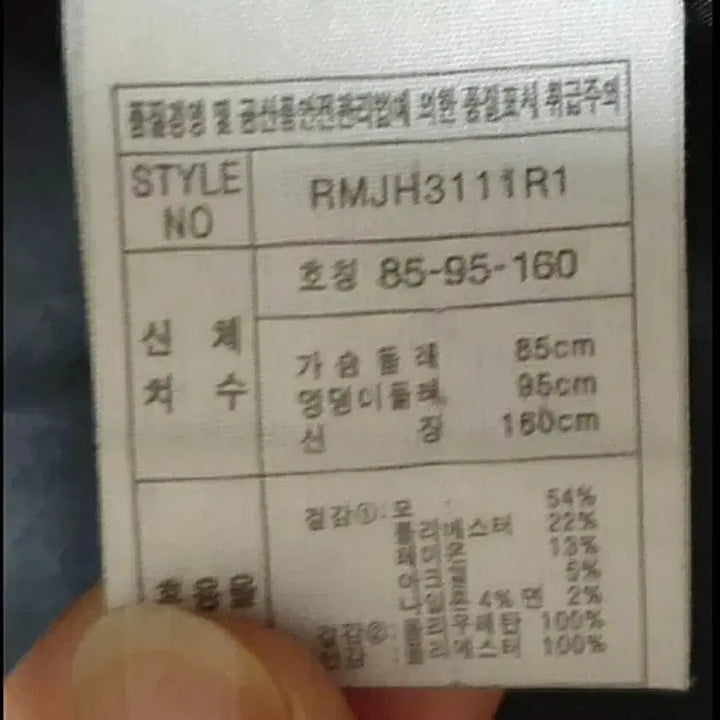 품질경영 및 공산품안전관리법에 의한 품질표시 취급주의
STYLE NO
RMJH3111R1
호칭 85-95-160
신체 치수
가슴둘레 85cm
엉덩이둘레 95cm
신장 160cm
혼용율
겉감①:모 54%
폴리에스터 22%
레이온 13%
아크릴 5%
나일론 4% 면 2%
겉감②: 폴리우레탄 100%
안감 : 폴리에스터 100%